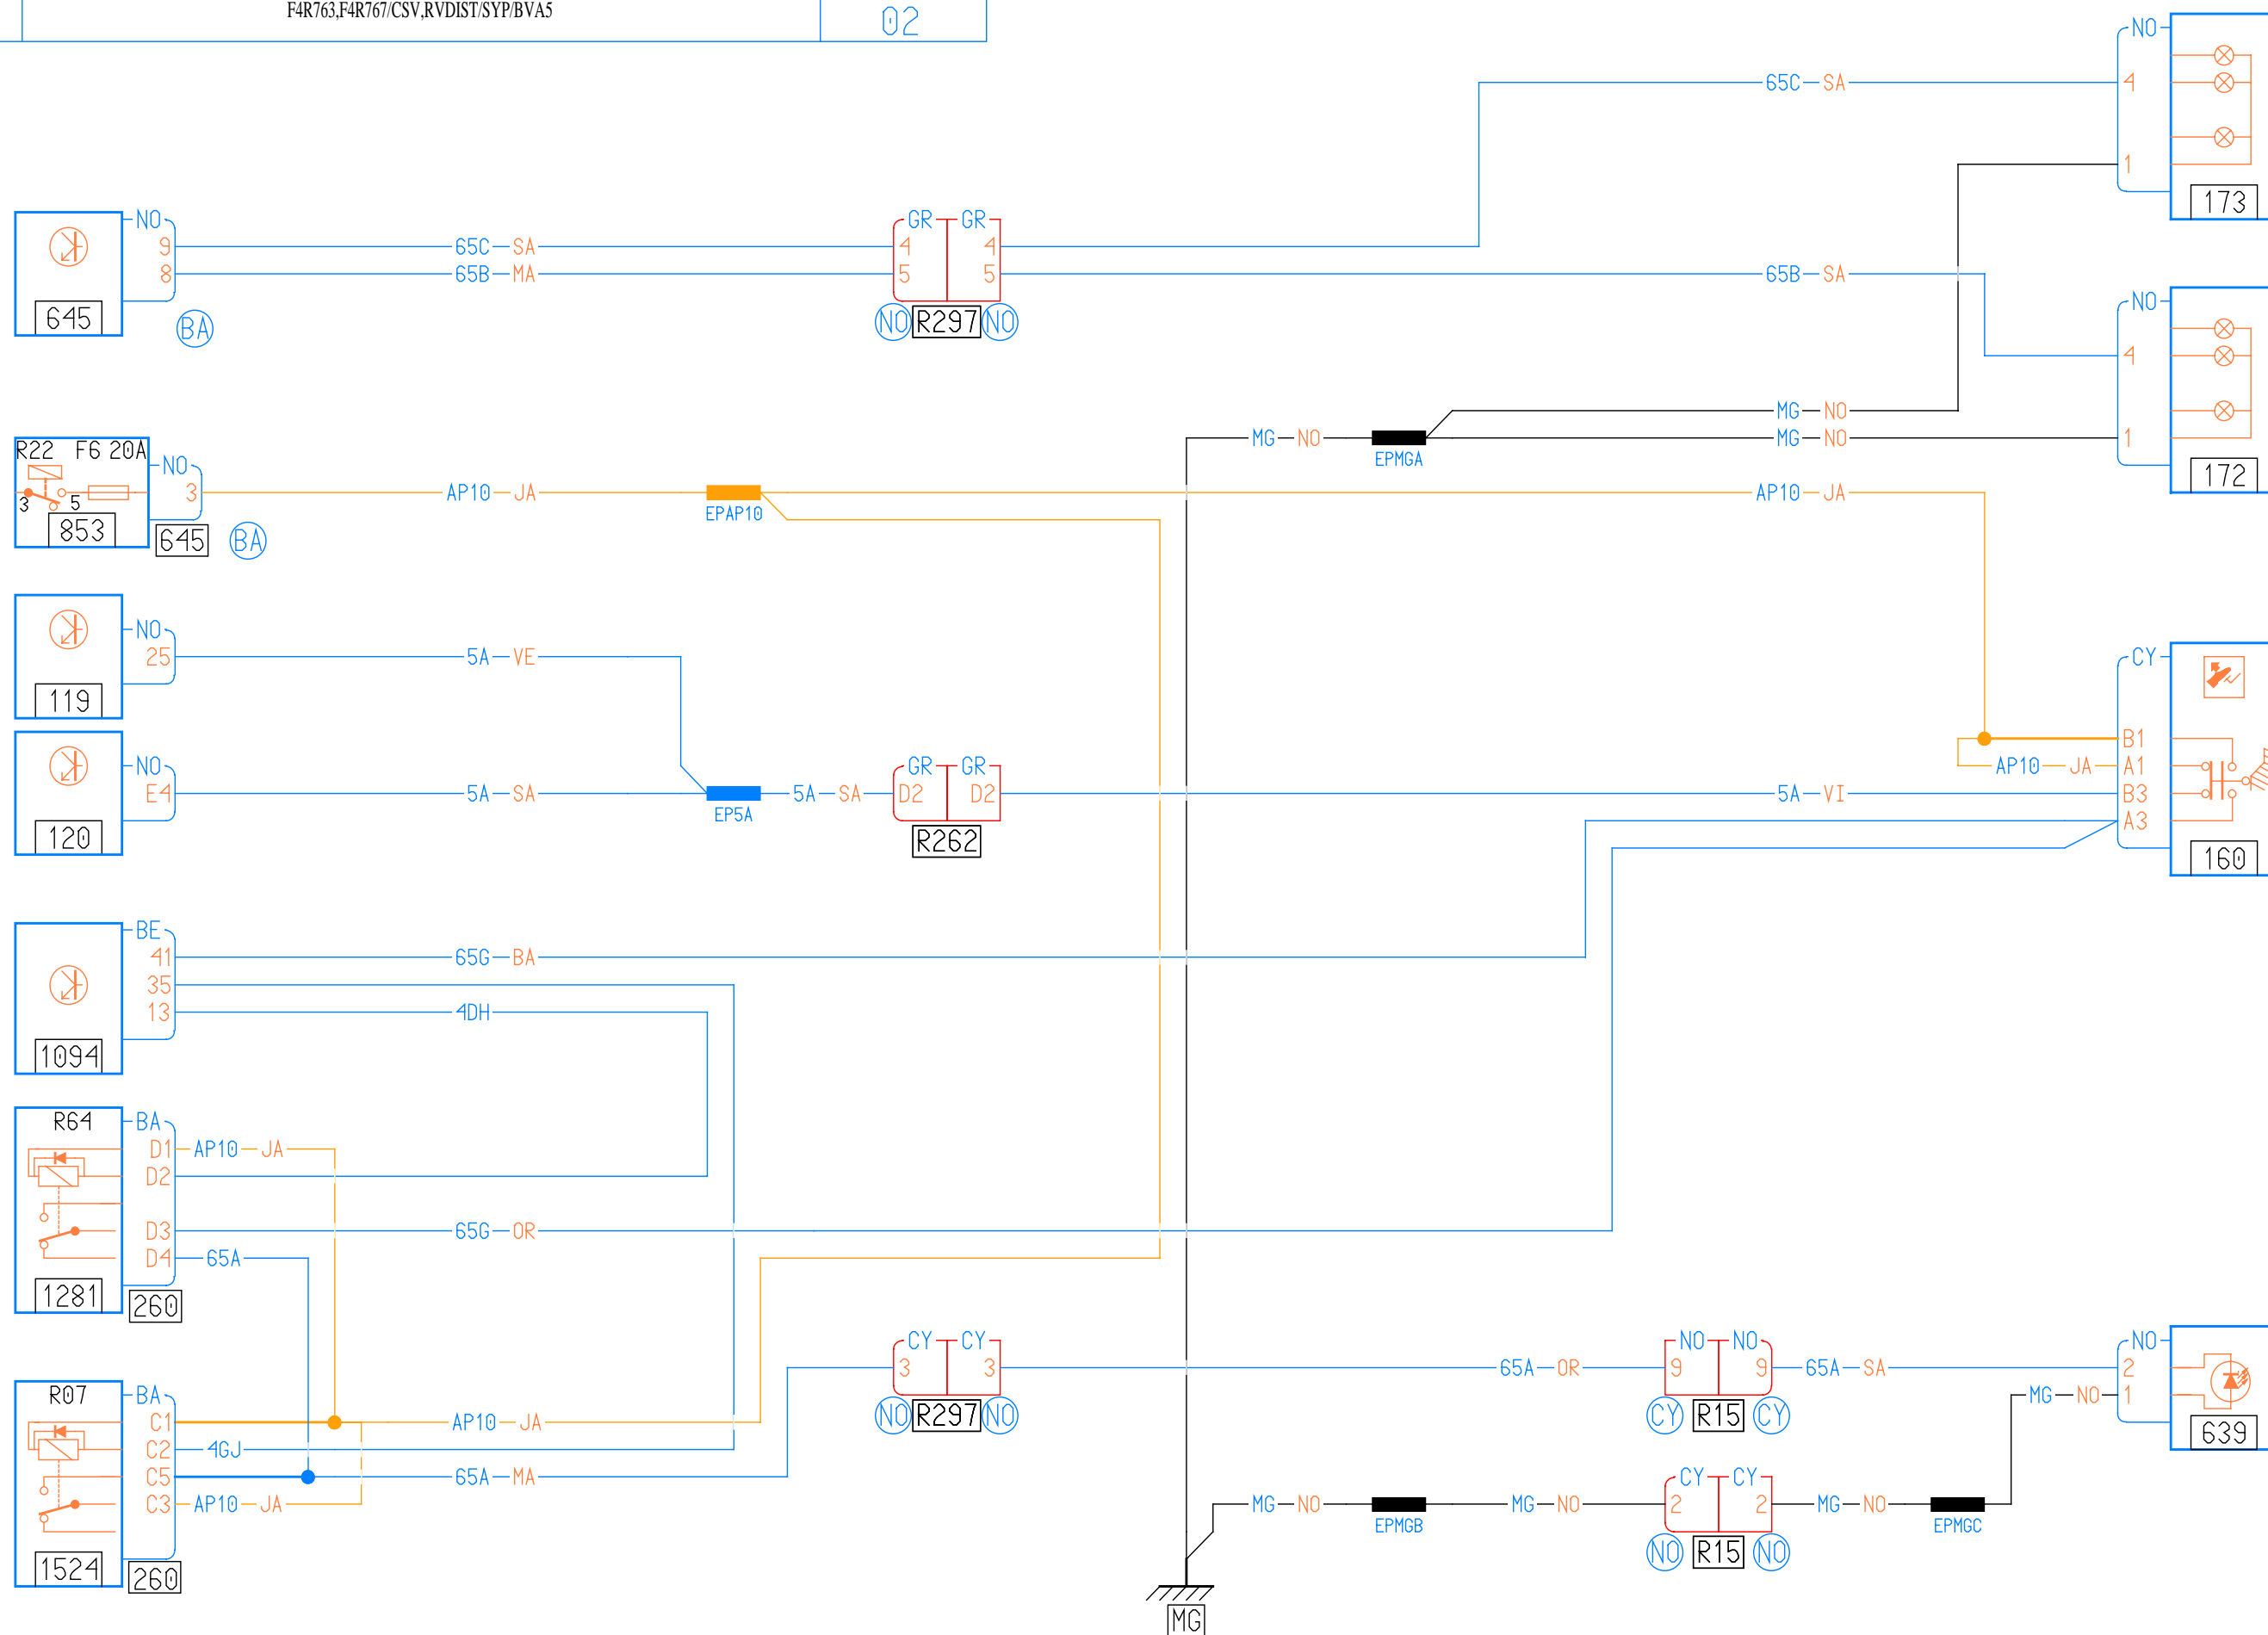 F4R763,F4R767/CSV,RVDIST/SYP/BVA5
02
NO
65C SA
4
1
173
NO
9
65C SA
8
65B MA
645
BA
GR GR
4 4
5 5
NO R297 NO
65B SA
NO
4
1
172
MG NO
MG NO
MG NO
EPMGA
R22 F6 20A
3 5
853
NO
3
645
BA
AP10 JA
EPAP10
AP10 JA
NO
25
5A VE
119
CY
B1
AP10 JA
A1
B3
A3
160
NO
E4
5A SA
EP5A
5A SA
120
GR GR
D2 D2
R262
5A VI
BE
41
65G BA
35
13
4DH
1094
R64
BA
D1
AP10 JA
D2
D3
65G OR
D4
65A
1281
260
R07
BA
C1
AP10 JA
C2
4GJ
C5
65A MA
C3
AP10 JA
1524
260
CY CY
3 3
NO R297 NO
65A OR
NO NO
9 9
CY R15 CY
65A SA
NO
2
1
MG NO
639
MG NO
EPMGB
MG NO
CY CY
2 2
NO R15 NO
MG NO
EPMGC
MG